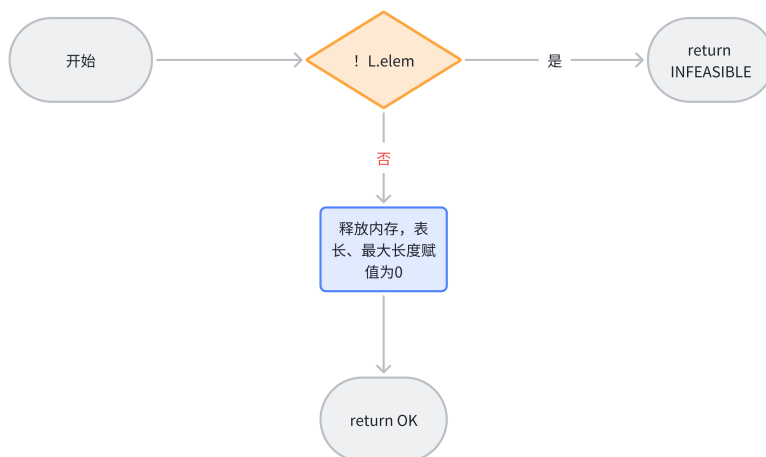 开始
！L.elem
是
return
INFEASIBLE
否
释放内存，表
长、最大长度赋
值为0
return OK